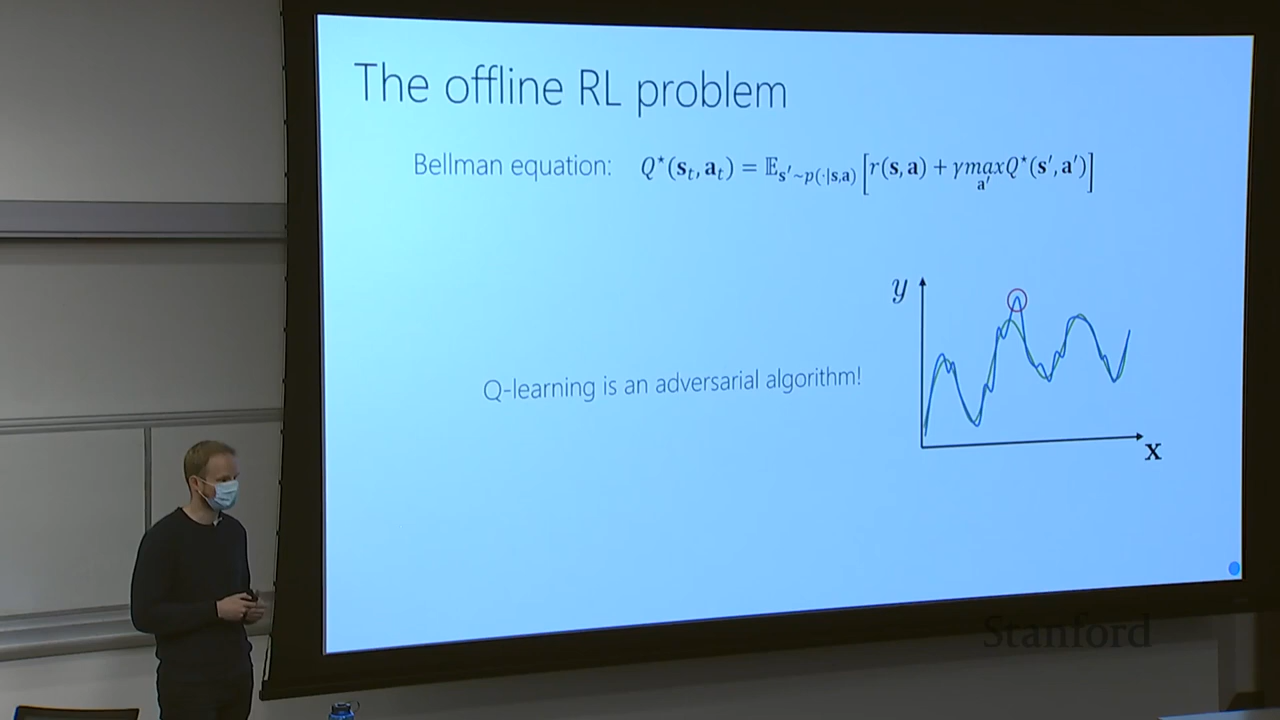 The offline RL problem
Bellman equation: Q*(s_t, a_t) = 𝔼_{s'~p(·|s,a)} [r(s, a) + γ max_{a'} Q*(s', a')]
y
Q-learning is an adversarial algorithm!
x
Stanford